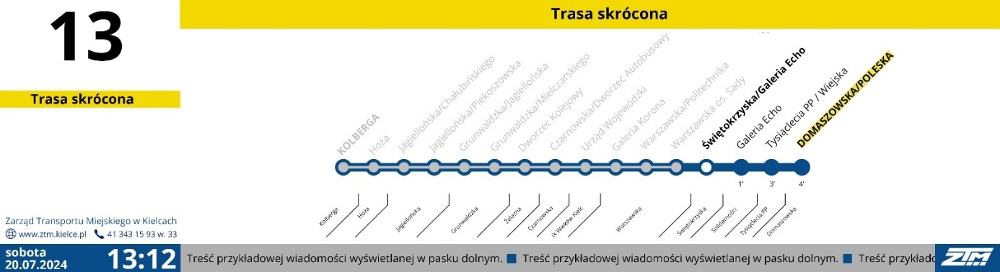 13
Trasa skrócona
Trasa skrócona
KOLBERGA
Hoża
Jagiellońska/Chałubińskiego
Jagiellońska/Piekoszowska
Grunwaldzka/Jagiellońska
Grunwaldzka/Mielczarskiego
Dworzec Kolejowy
Czarnowska/Dworzec Autobusowy
Urząd Wojewódzki
Galeria Korona
Warszawska/Politechnika
Warszawska os. Sady
Świętokrzyska/Galeria Echo
Galeria Echo
Tysiąclecia PP / Wiejska
DOMASZOWSKA/POLESKA
1'
3'
4'
Kolberga
Hoża
Jagiellońska
Grunwaldzka
Żelazna
Czarnowska
IX Wieków Kielc
Warszawska
Świętokrzyska
Solidarności
Tysiąclecia PP
Domaszowska
Zarząd Transportu Miejskiego w Kielcach
www.ztm.kielce.pl 41 343 15 93 w. 33
sobota
20.07.2024
13:12
Treść przykładowej wiadomości wyświetlanej w pasku dolnym. Treść przykładowej wiadomości wyświetlanej w pasku dolnym. Treść przykłado
ZTM